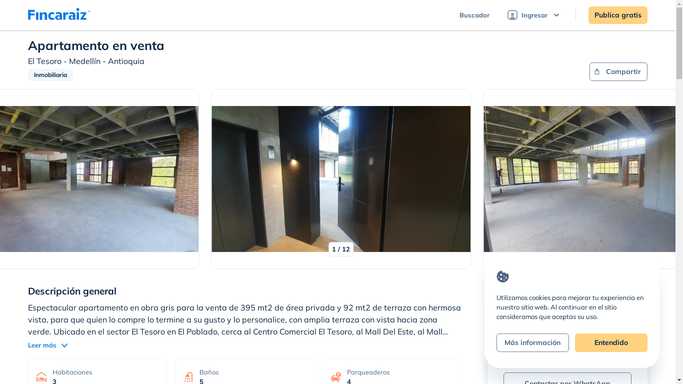 Fincaraiz
Buscador
Ingresar
Publica gratis
Apartamento en venta
El Tesoro - Medellín - Antioquia
Inmobiliaria
Compartir
1 / 12
Descripción general
Espectacular apartamento en obra gris para la venta de 395 mt2 de área privada y 92 mt2 de terraza con hermosa
vista, para que quien lo compre lo termine a su gusto y lo personalice, con amplia terraza con vista hacia zona
verde. Ubicado en el sector El Tesoro en El Poblado, cerca al Centro Comercial El Tesoro, al Mall Del Este, al Mall...
Leer más
Habitaciones
3
Baños
5
Parqueaderos
4
Utilizamos cookies para mejorar tu experiencia en
nuestro sitio web. Al continuar en el sitio
consideramos que aceptas su uso.
Más información
Entendido
Contactar por WhatsApp